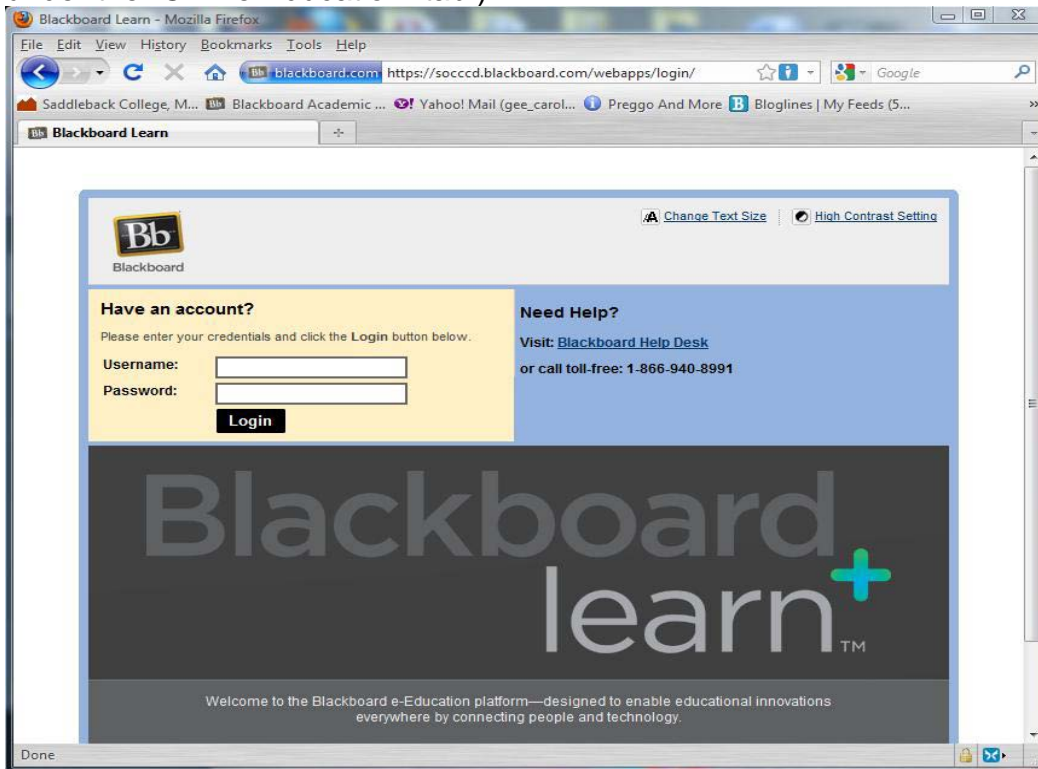 Blackboard Learn - Mozilla Firefox
File Edit View History Bookmarks Tools Help
blackboard.com https://socccd.blackboard.com/webapps/login/ Google
Saddleback College, M... Bb Blackboard Academic ... Yahoo! Mail (gee_carol... Preggo And More B Bloglines | My Feeds (5... »
Bb Blackboard Learn
A Change Text Size High Contrast Setting
Bb
Blackboard
Have an account?
Please enter your credentials and click the Login button below.
Username:
Password:
Login
Need Help?
Visit: Blackboard Help Desk
or call toll-free: 1-866-940-8991
Blackboard
learn+™
Welcome to the Blackboard e-Education platform—designed to enable educational innovations
everywhere by connecting people and technology.
Done